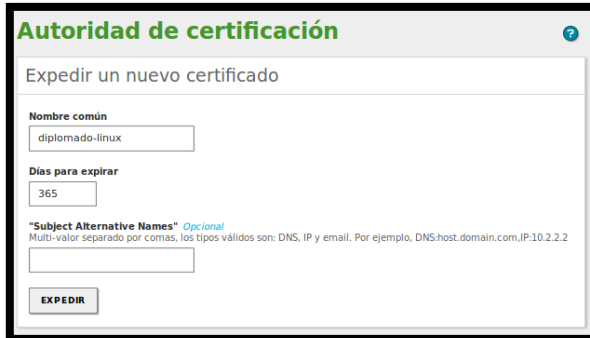 Autoridad de certificación
?
Expedir un nuevo certificado
Nombre común
diplomado-linux
Días para expirar
365
"Subject Alternative Names" Opcional
Multi-valor separado por comas, los tipos válidos son: DNS, IP y email. Por ejemplo, DNS:host.domain.com,IP:10.2.2.2
EXPEDIR